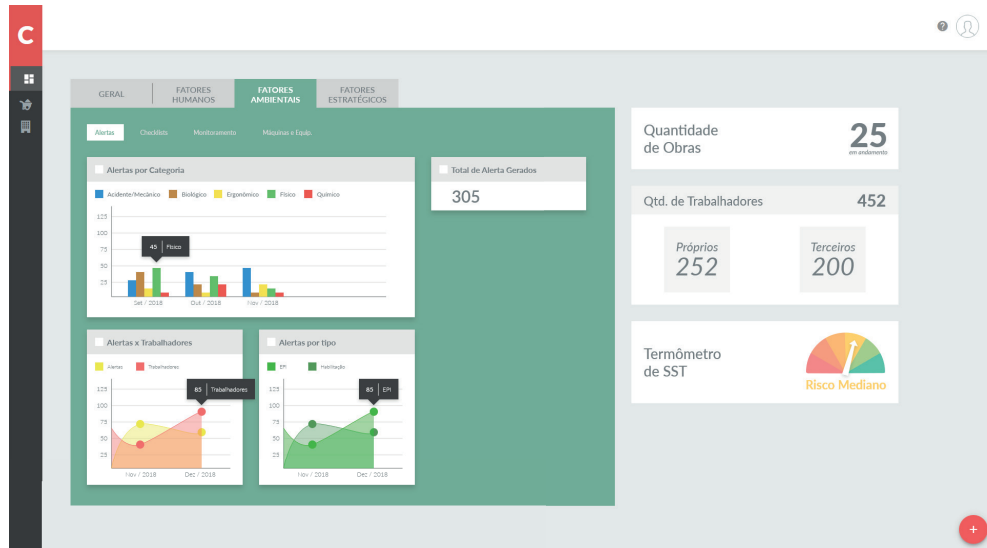 C
?
GERAL
FATORES
HUMANOS
FATORES
AMBIENTAIS
FATORES
ESTRATÉGICOS
Alertas Checklists Monitoramento Máquinas e Equip.
Alertas por Categoria
Acidente/Mecânico Biológico Ergonômico Físico Químico
125
100
75
50
25
45 | Físico
Set / 2018 Out / 2018 Nov / 2018
Total de Alerta Gerados
305
Alertas x Trabalhadores
Alertas Trabalhadores
125
100
75
50
25
85 | Trabalhadores
Nov / 2018 Dec / 2018
Alertas por tipo
EPI Habilitação
125
100
75
50
25
85 | EPI
Nov / 2018 Dec / 2018
Quantidade
de Obras
25
em andamento
Qtd. de Trabalhadores 452
Próprios
252
Terceiros
200
Termômetro
de SST
Risco Mediano
+